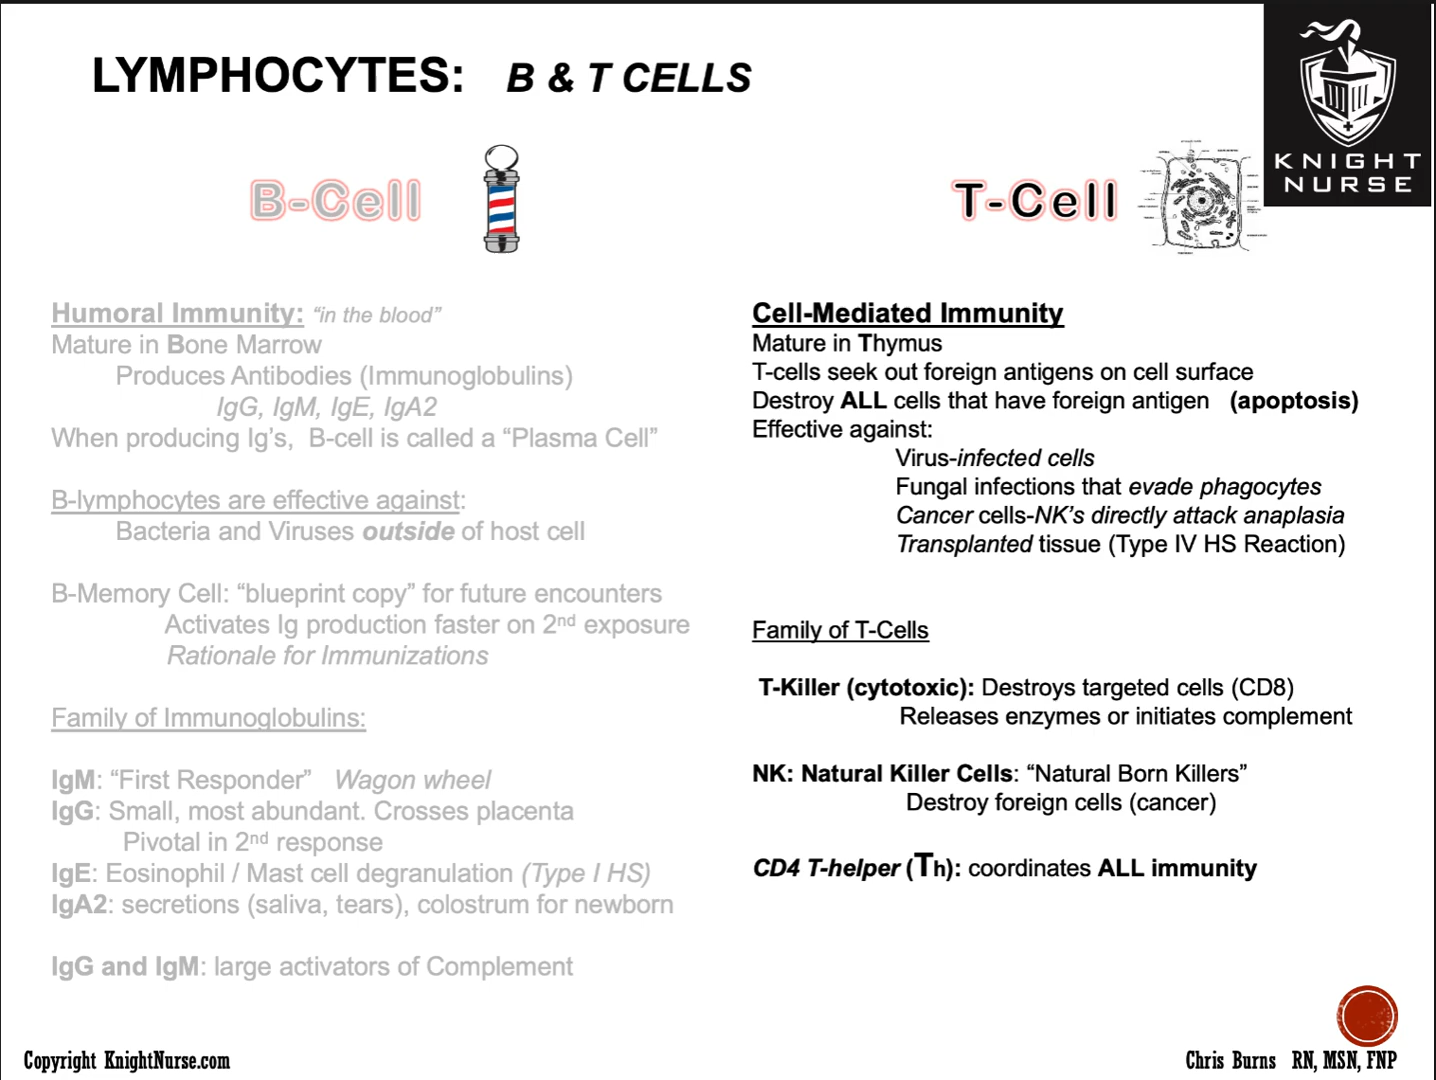 LYMPHOCYTES: B & T CELLS
KNIGHT
NURSE
B-Cell
T-Cell
Humoral Immunity: “in the blood”
Mature in Bone Marrow
Produces Antibodies (Immunoglobulins)
IgG, IgM, IgE, IgA2
When producing Ig’s, B-cell is called a “Plasma Cell”
B-lymphocytes are effective against:
Bacteria and Viruses outside of host cell
B-Memory Cell: “blueprint copy” for future encounters
Activates Ig production faster on 2nd exposure
Rationale for Immunizations
Family of Immunoglobulins:
IgM: “First Responder” Wagon wheel
IgG: Small, most abundant. Crosses placenta
Pivotal in 2nd response
IgE: Eosinophil / Mast cell degranulation (Type I HS)
IgA2: secretions (saliva, tears), colostrum for newborn
IgG and IgM: large activators of Complement
Cell-Mediated Immunity
Mature in Thymus
T-cells seek out foreign antigens on cell surface
Destroy ALL cells that have foreign antigen (apoptosis)
Effective against:
Virus-infected cells
Fungal infections that evade phagocytes
Cancer cells-NK’s directly attack anaplasia
Transplanted tissue (Type IV HS Reaction)
Family of T-Cells
T-Killer (cytotoxic): Destroys targeted cells (CD8)
Releases enzymes or initiates complement
NK: Natural Killer Cells: “Natural Born Killers”
Destroy foreign cells (cancer)
CD4 T-helper (Th): coordinates ALL immunity
Copyright KnightNurse.com
Chris Burns RN, MSN, FNP